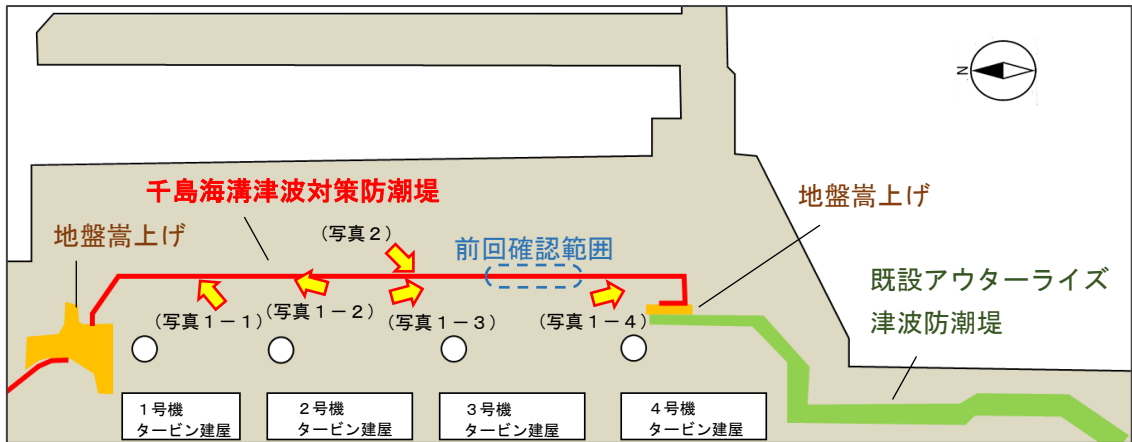 N
千島海溝津波対策防潮堤
地盤嵩上げ
地盤嵩上げ
(写真２)
前回確認範囲
既設アウターライズ
津波防潮堤
(写真１－１)
(写真１－２)
(写真１－３)
(写真１－４)
１号機
タービン建屋
２号機
タービン建屋
３号機
タービン建屋
４号機
タービン建屋